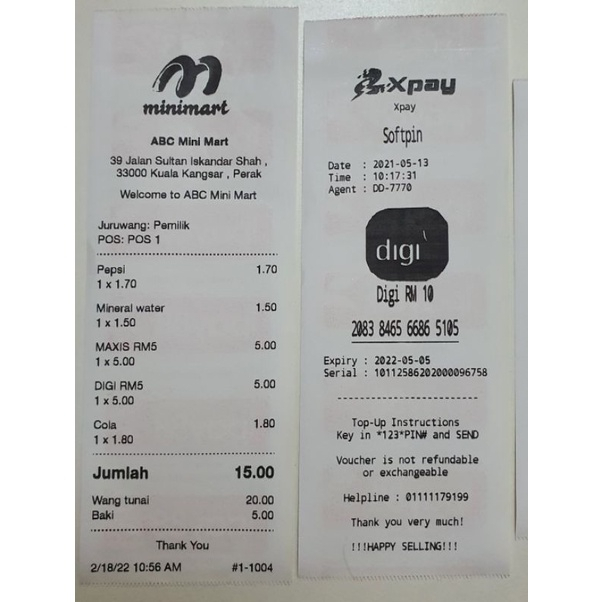 minimart
ABC Mini Mart
39 Jalan Sultan Iskandar Shah ,
33000 Kuala Kangsar , Perak
Welcome to ABC Mini Mart
Juruwang: Pemilik
POS: POS 1
Pepsi 1.70
1 x 1.70
Mineral water 1.50
1 x 1.50
MAXIS RM5 5.00
1 x 5.00
DIGI RM5 5.00
1 x 5.00
Cola 1.80
1 x 1.80
Jumlah 15.00
Wang tunai 20.00
Baki 5.00
Thank You
2/18/22 10:56 AM #1-1004
Xpay
Xpay
Softpin
Date : 2021-05-13
Time : 10:17:31
Agent : DD-7770
digi
Digi RM 10
2083 8465 6686 5105
Expiry : 2022-05-05
Serial : 10112586202000096758
Top-Up Instructions
Key in *123*PIN# and SEND
Voucher is not refundable
or exchangeable
Helpline : 01111179199
Thank you very much!
!!!HAPPY SELLING!!!